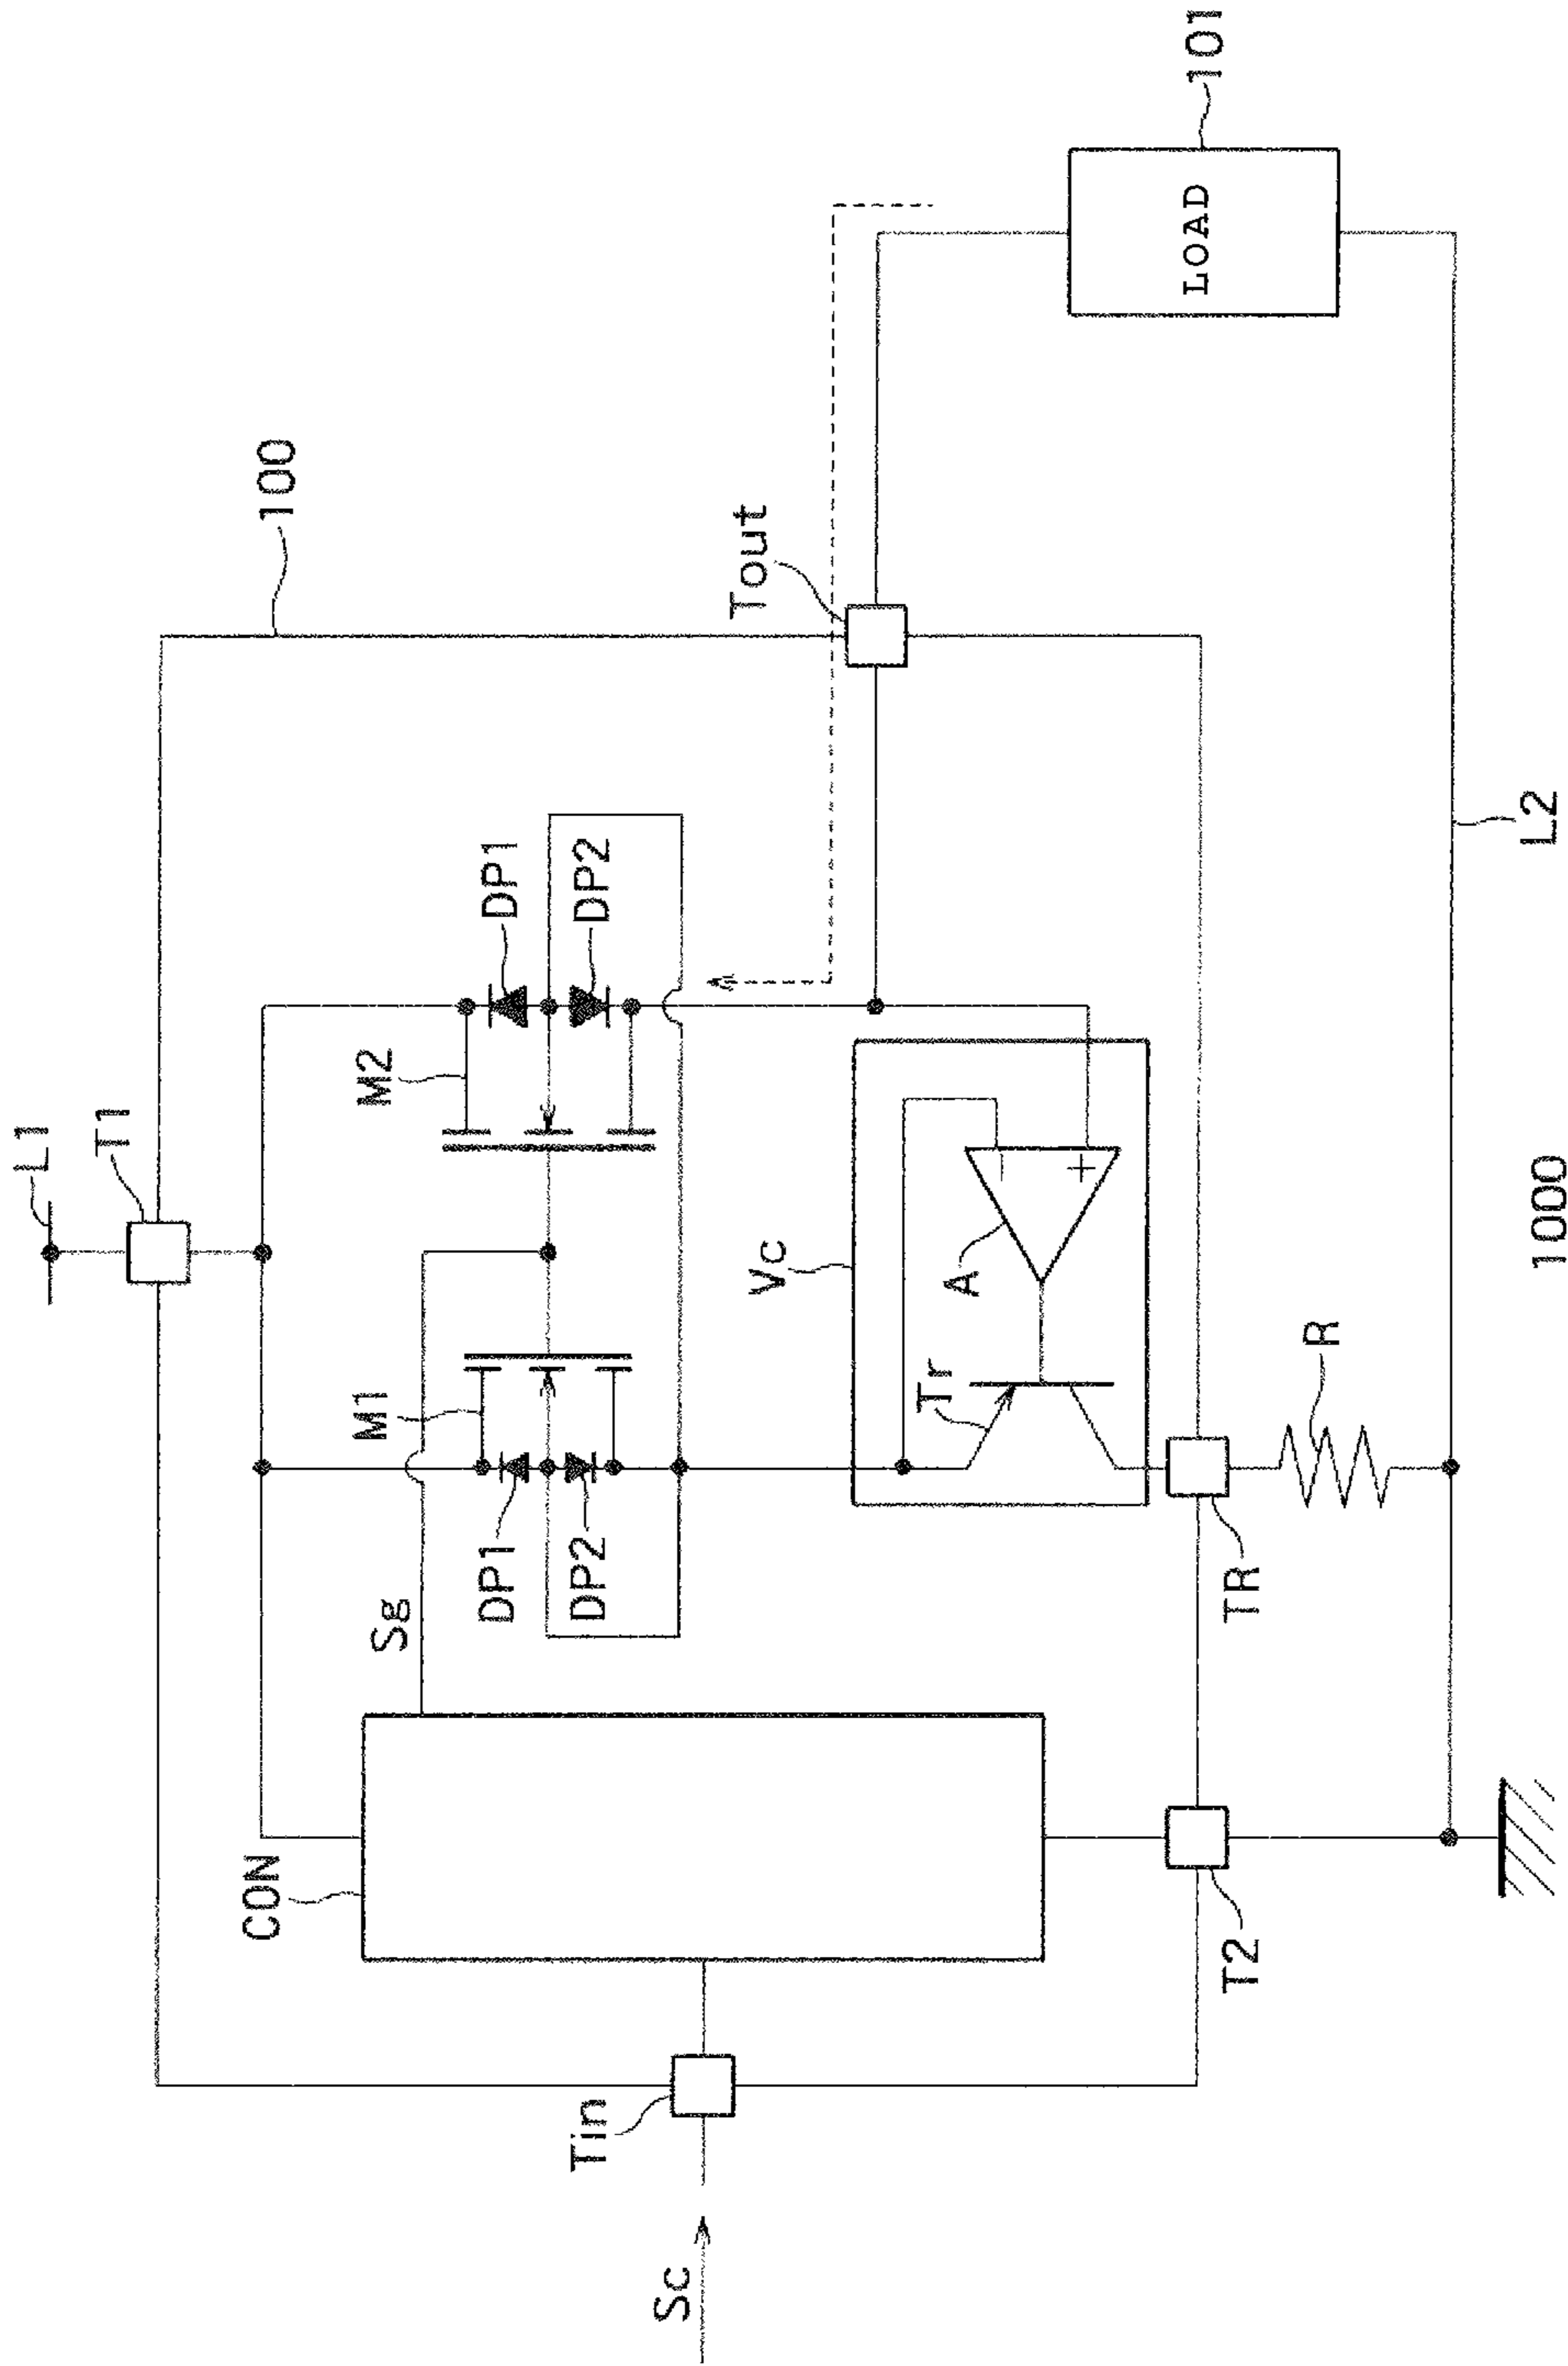 L1
T1
100
CON
Sg
M1
DP1
DP2
M2
DP1
DP2
Tout
Tin
Sc
Vc
Tr
A
−
+
TR
T2
R
LOAD
101
L2
1000